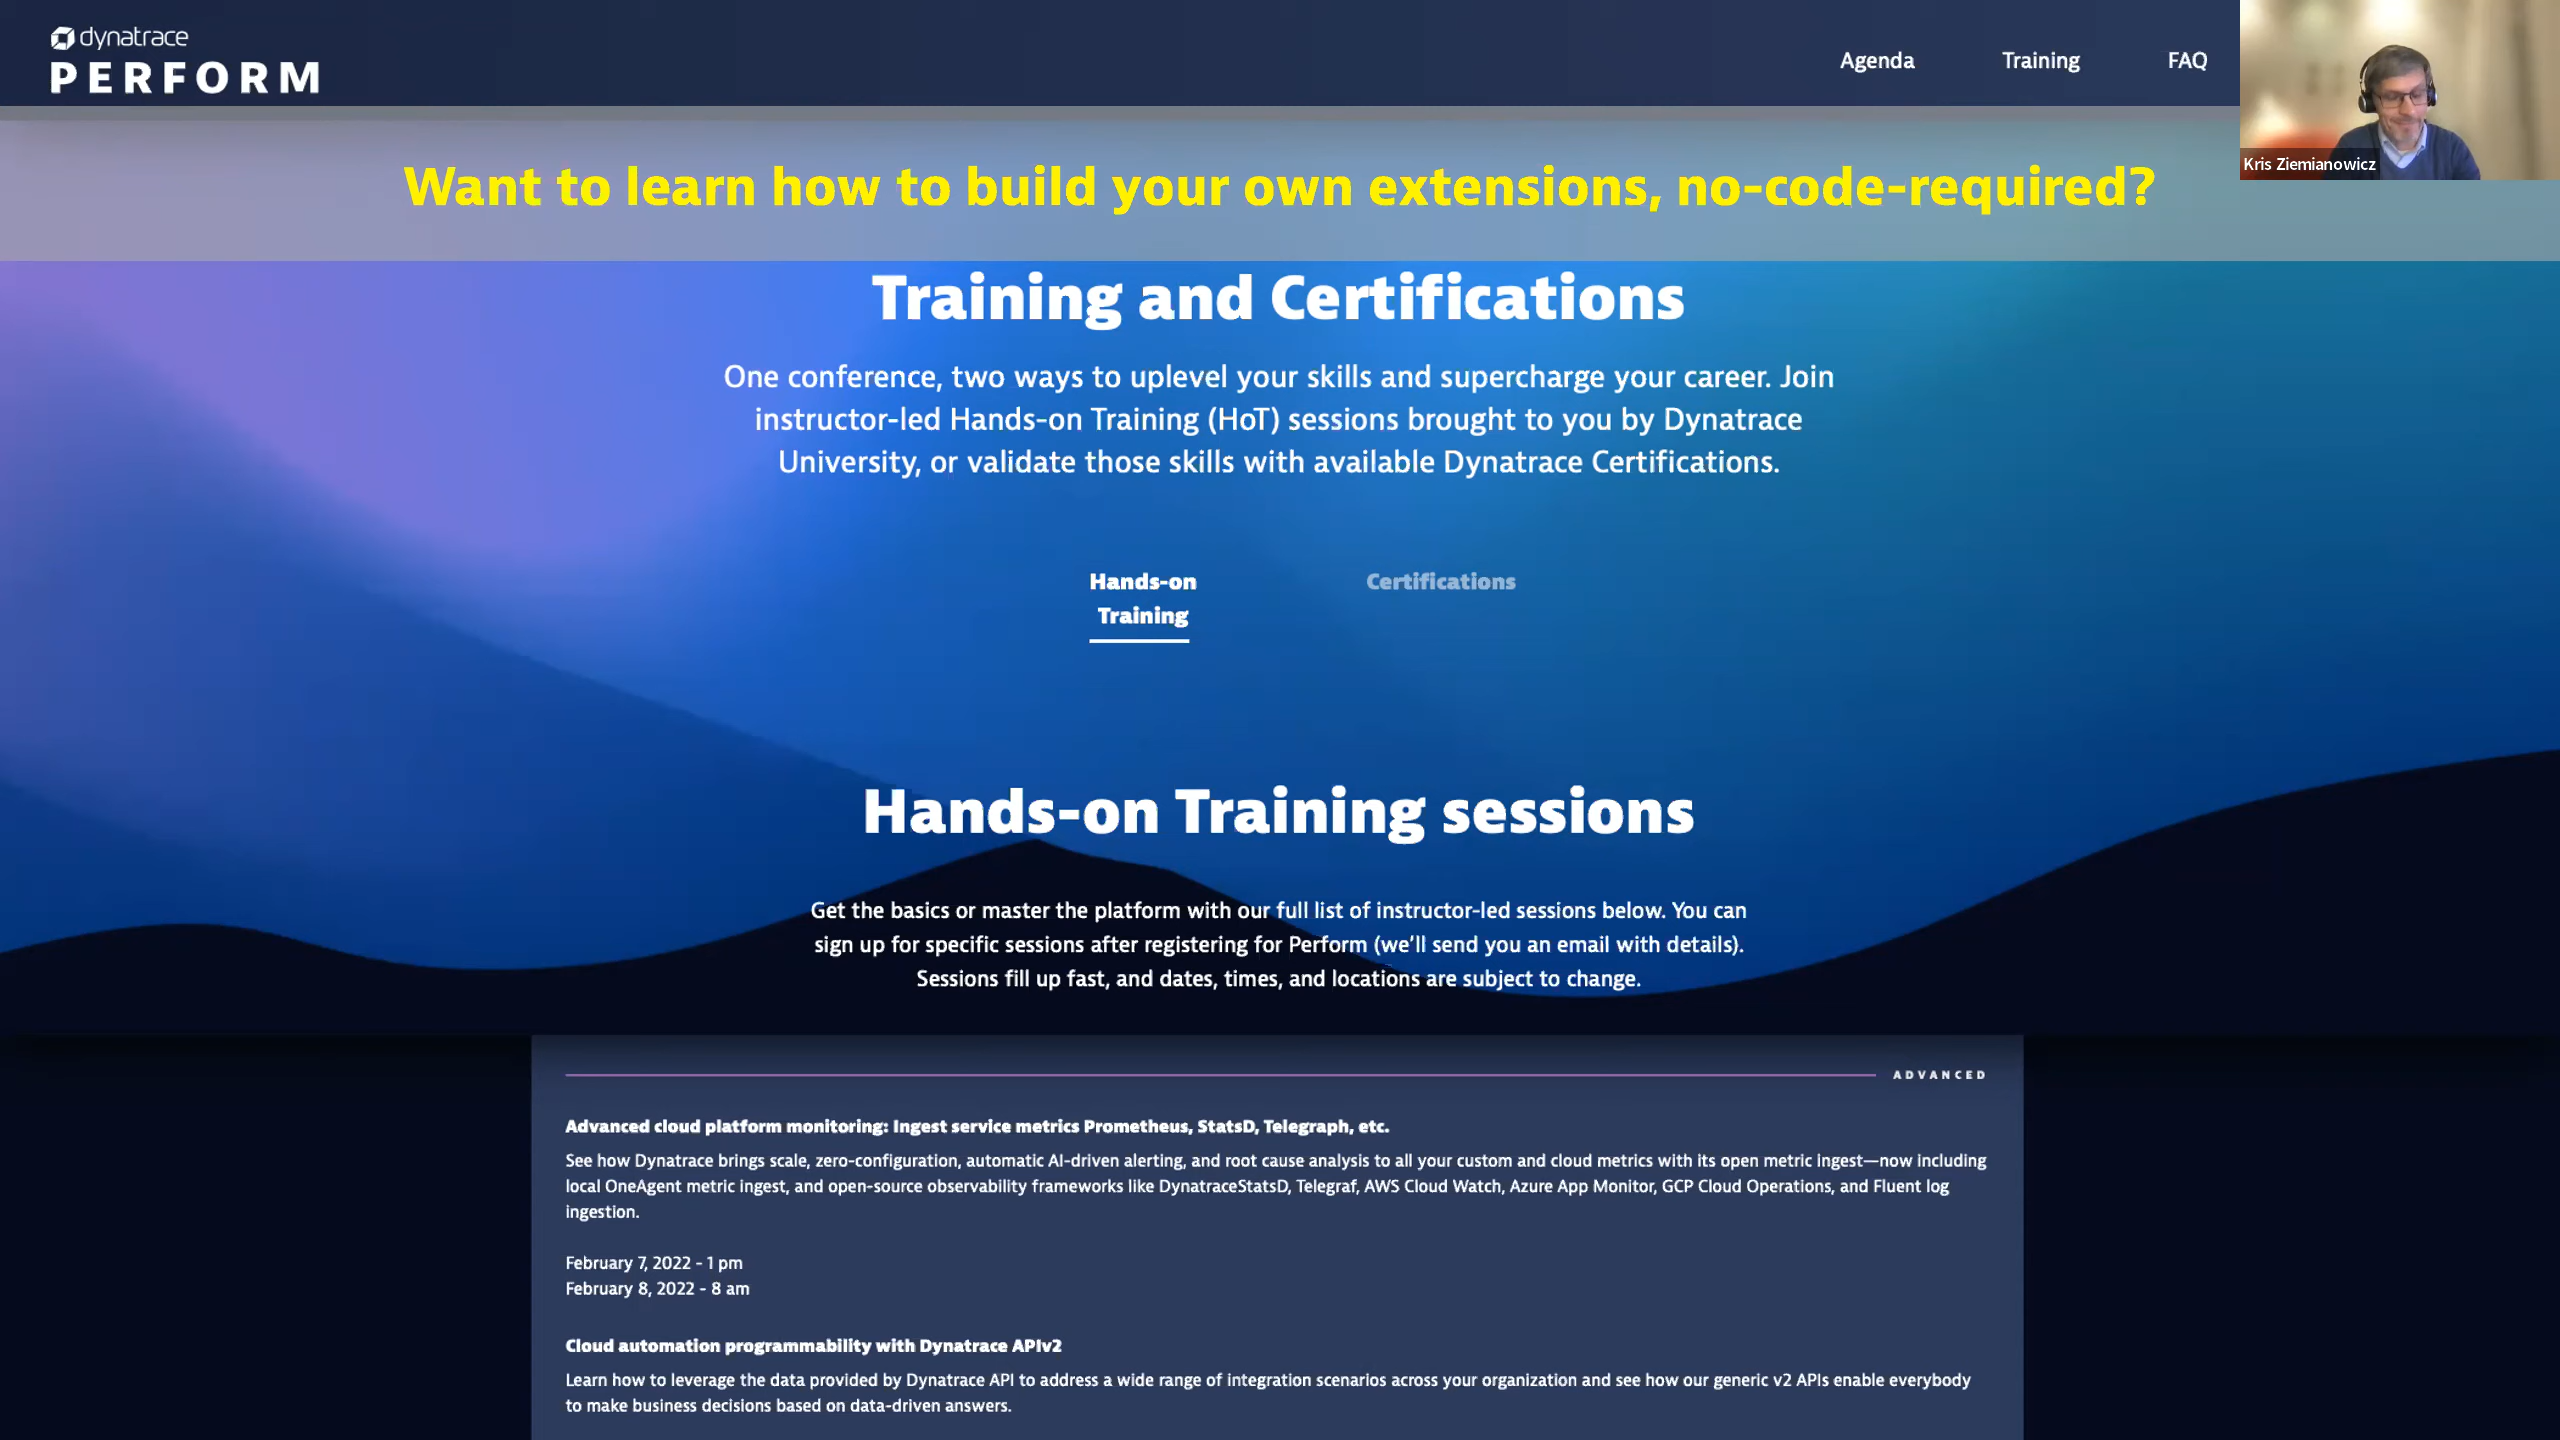 dynatrace
PERFORM
Agenda
Training
FAQ
Kris Ziemianowicz
Want to learn how to build your own extensions, no-code-required?
Training and Certifications
One conference, two ways to uplevel your skills and supercharge your career. Join
instructor-led Hands-on Training (HoT) sessions brought to you by Dynatrace
University, or validate those skills with available Dynatrace Certifications.
Hands-on
Training
Certifications
Hands-on Training sessions
Get the basics or master the platform with our full list of instructor-led sessions below. You can
sign up for specific sessions after registering for Perform (we'll send you an email with details).
Sessions fill up fast, and dates, times, and locations are subject to change.
ADVANCED
Advanced cloud platform monitoring: Ingest service metrics Prometheus, StatsD, Telegraph, etc.
See how Dynatrace brings scale, zero-configuration, automatic AI-driven alerting, and root cause analysis to all your custom and cloud metrics with its open metric ingest—now including
local OneAgent metric ingest, and open-source observability frameworks like DynatraceStatsD, Telegraf, AWS Cloud Watch, Azure App Monitor, GCP Cloud Operations, and Fluent log
ingestion.
February 7, 2022 - 1 pm
February 8, 2022 - 8 am
Cloud automation programmability with Dynatrace APIv2
Learn how to leverage the data provided by Dynatrace API to address a wide range of integration scenarios across your organization and see how our generic v2 APIs enable everybody
to make business decisions based on data-driven answers.